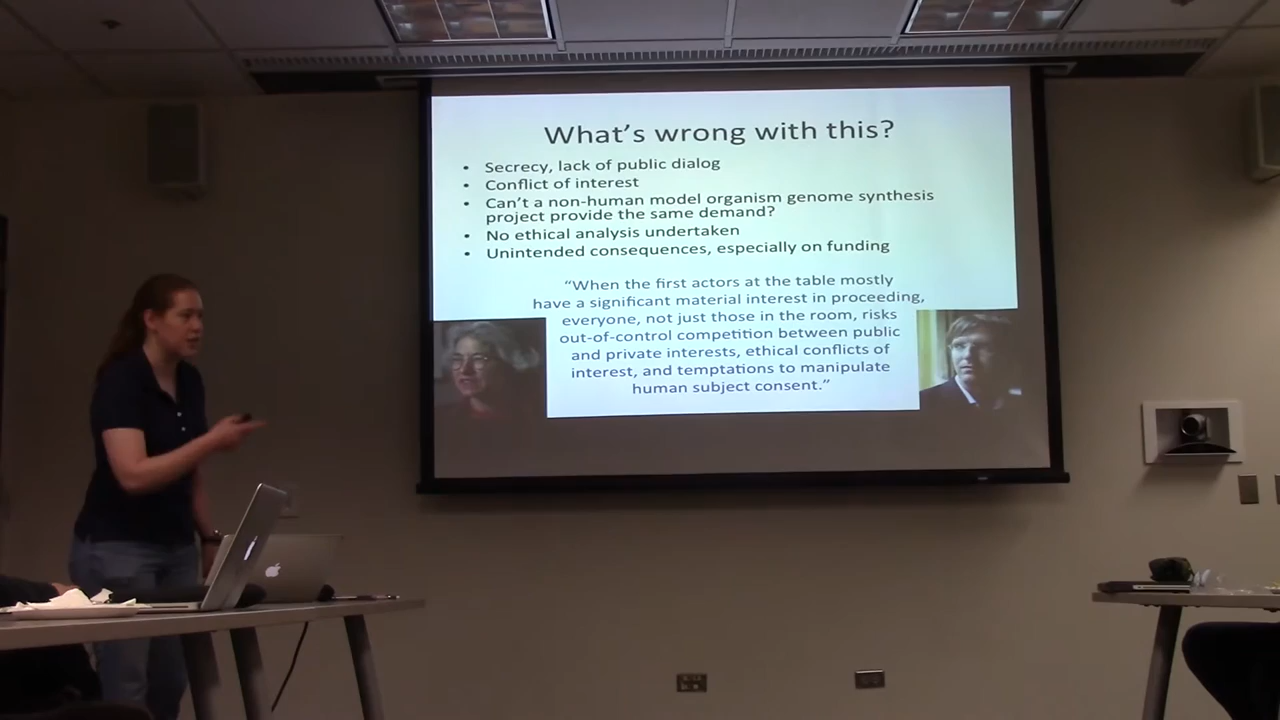 What's wrong with this?
• Secrecy, lack of public dialog
• Conflict of interest
• Can't a non-human model organism genome synthesis
project provide the same demand?
• No ethical analysis undertaken
• Unintended consequences, especially on funding
“When the first actors at the table mostly
have a significant material interest in proceeding,
everyone, not just those in the room, risks
out-of-control competition between public
and private interests, ethical conflicts of
interest, and temptations to manipulate
human subject consent.”